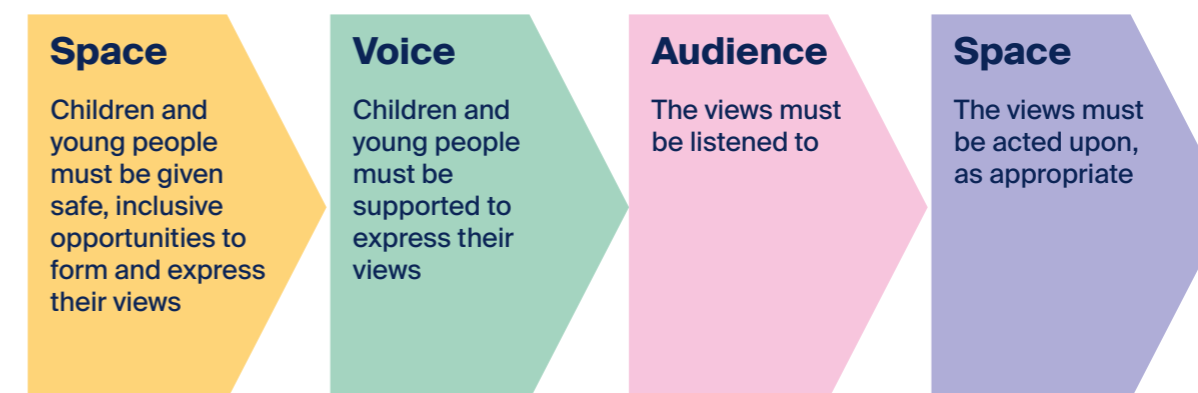 Space
Children and
young people
must be given
safe, inclusive
opportunities to
form and express
their views
Voice
Children and
young people
must be
supported to
express their
views
Audience
The views must
be listened to
Space
The views must
be acted upon,
as appropriate